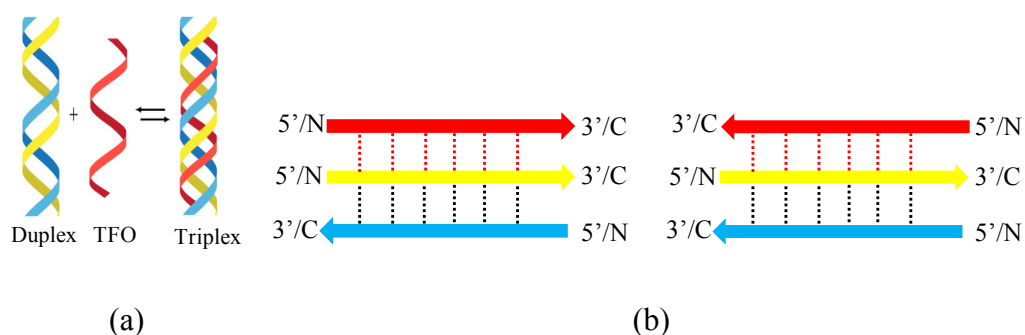 +
Duplex TFO Triplex
(a)
5’/N 3’/C
5’/N 3’/C
3’/C 5’/N
3’/C 5’/N
5’/N 3’/C
3’/C 5’/N
(b)